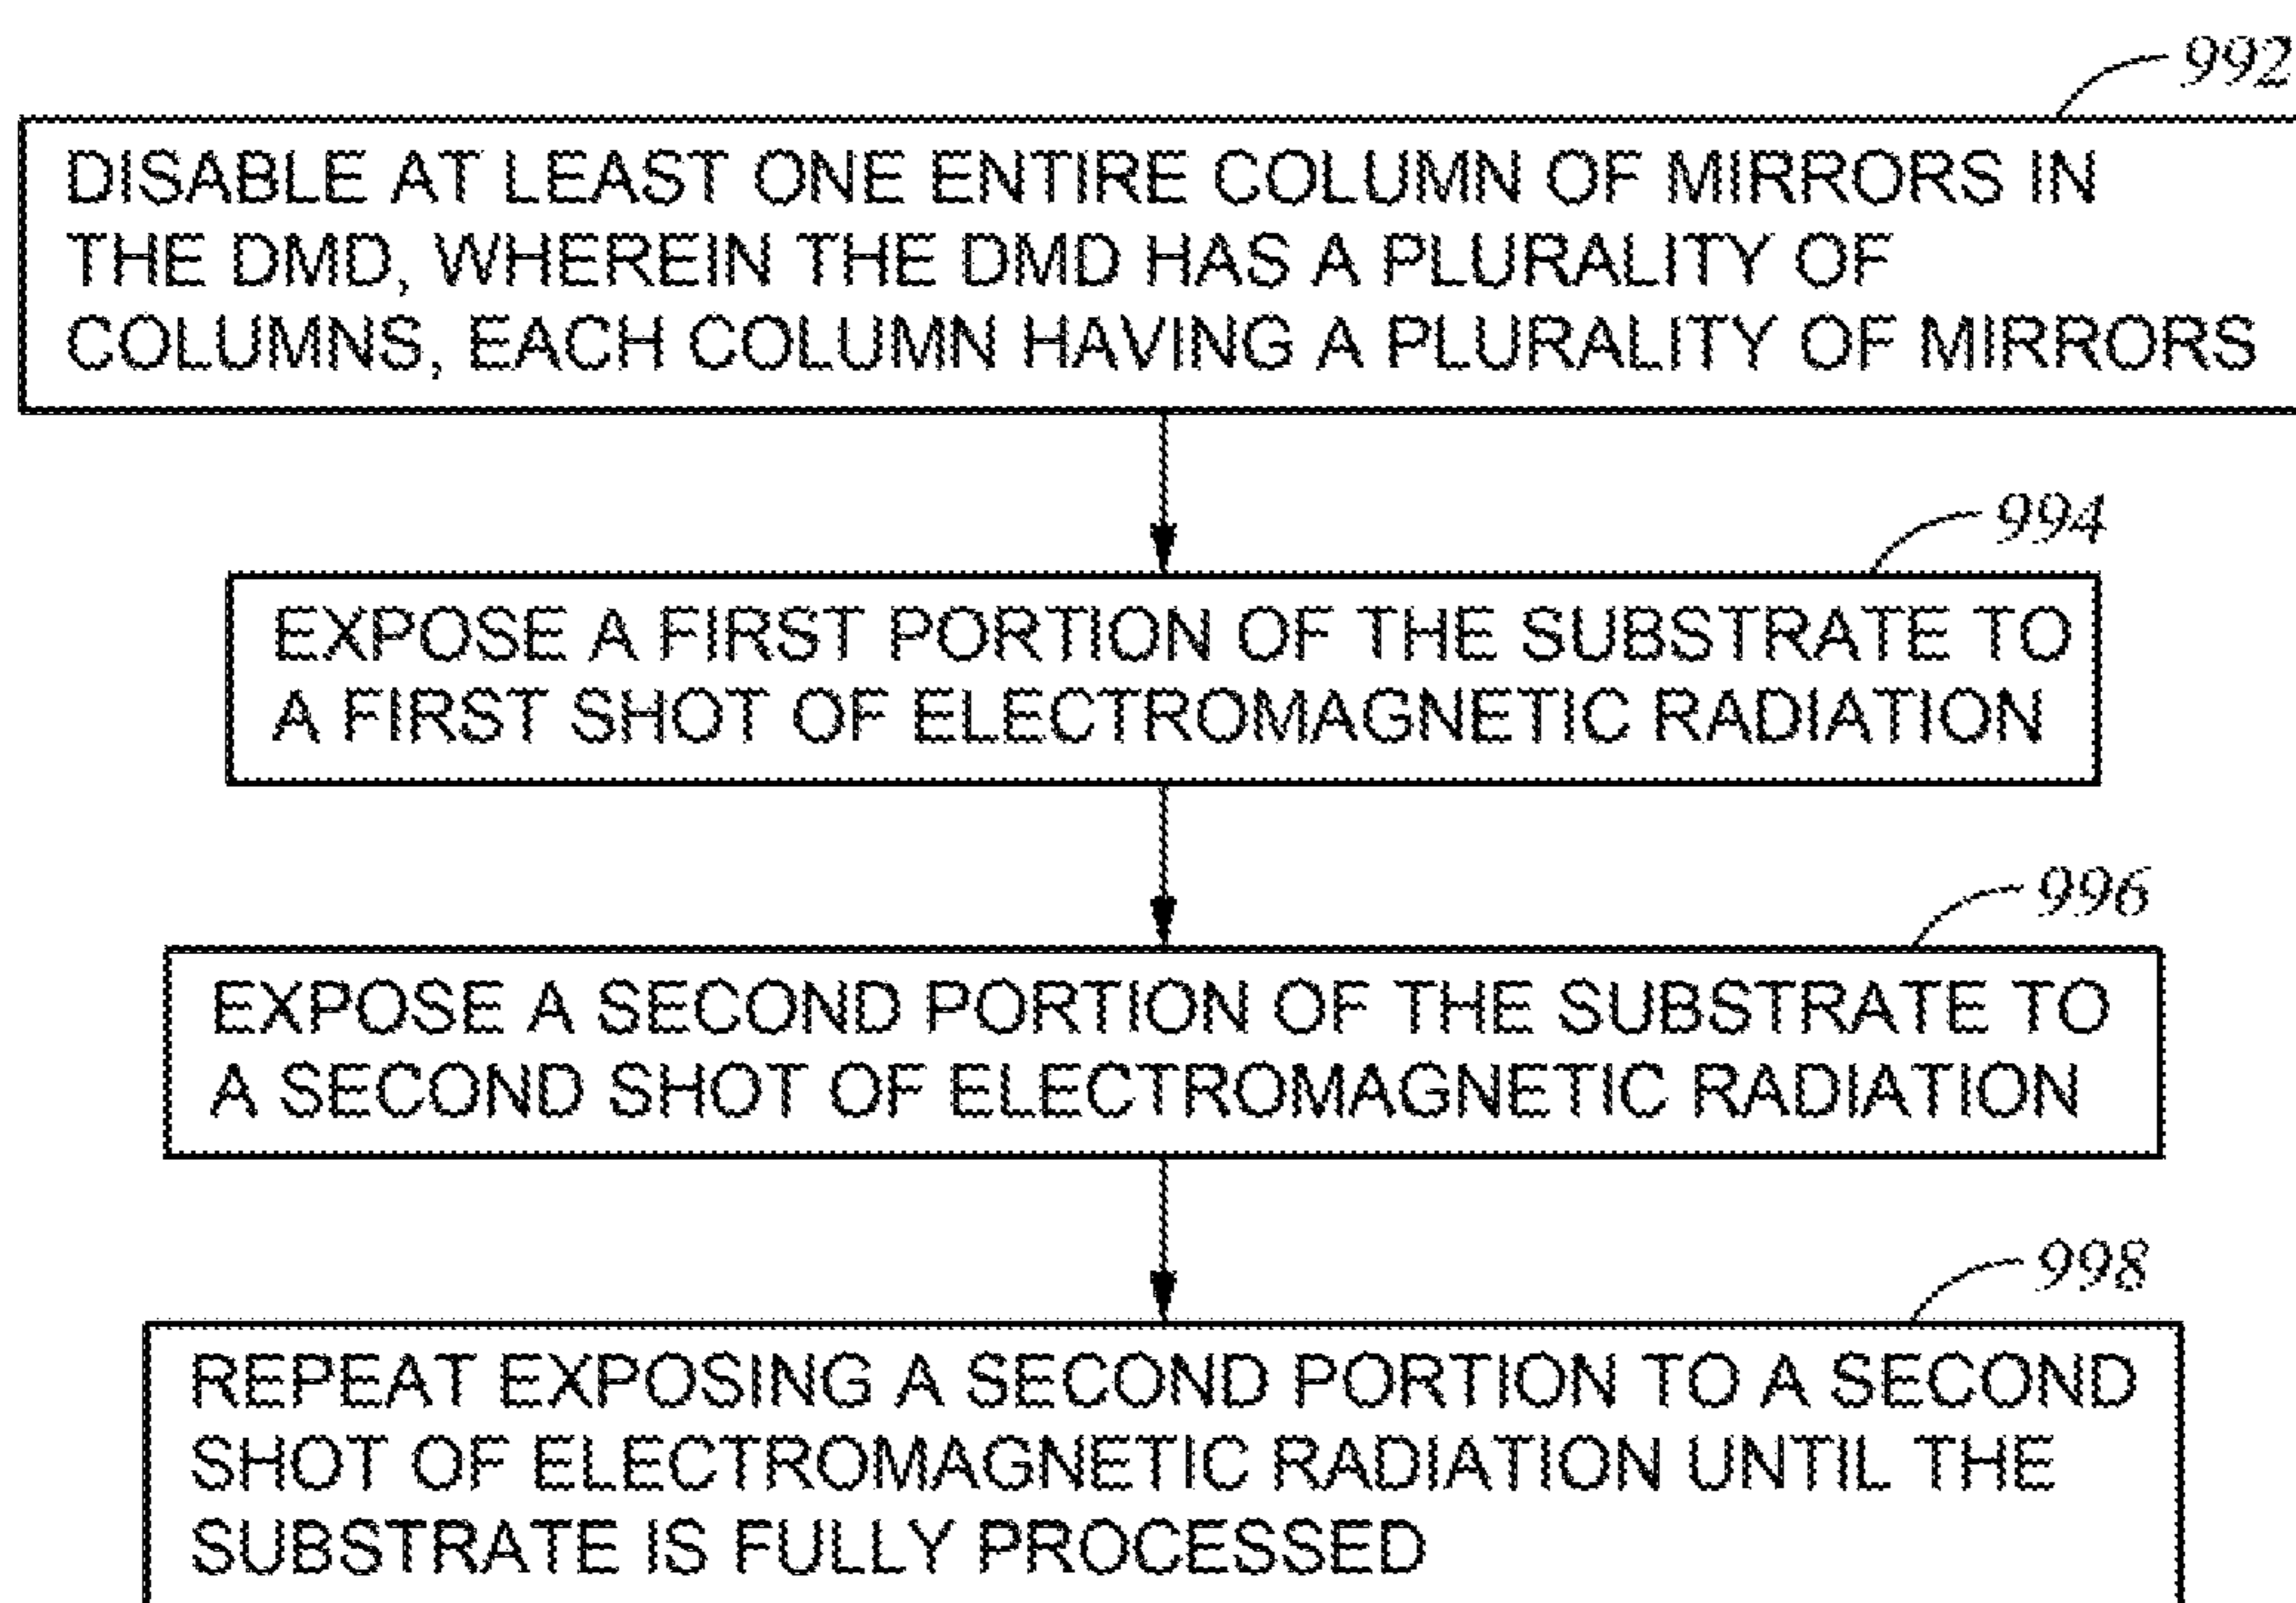 992
DISABLE AT LEAST ONE ENTIRE COLUMN OF MIRRORS IN
THE DMD, WHEREIN THE DMD HAS A PLURALITY OF
COLUMNS, EACH COLUMN HAVING A PLURALITY OF MIRRORS
994
EXPOSE A FIRST PORTION OF THE SUBSTRATE TO
A FIRST SHOT OF ELECTROMAGNETIC RADIATION
996
EXPOSE A SECOND PORTION OF THE SUBSTRATE TO
A SECOND SHOT OF ELECTROMAGNETIC RADIATION
998
REPEAT EXPOSING A SECOND PORTION TO A SECOND
SHOT OF ELECTROMAGNETIC RADIATION UNTIL THE
SUBSTRATE IS FULLY PROCESSED